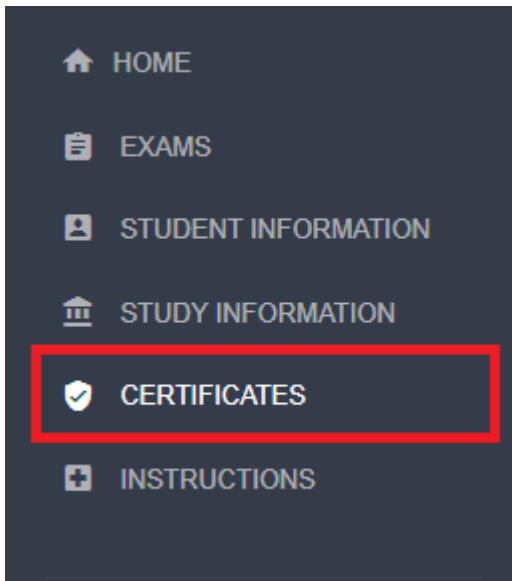 HOME
EXAMS
STUDENT INFORMATION
STUDY INFORMATION
CERTIFICATES
INSTRUCTIONS